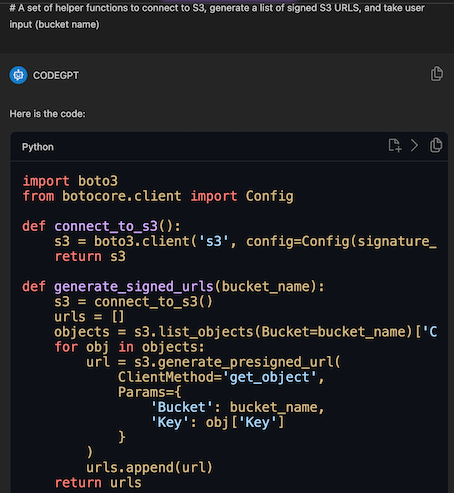 # A set of helper functions to connect to S3, generate a list of signed S3 URLS, and take user
input (bucket name)
CODEGPT
Here is the code:
Python
import boto3
from botocore.client import Config
def connect_to_s3():
    s3 = boto3.client('s3', config=Config(signature_
    return s3
def generate_signed_urls(bucket_name):
    s3 = connect_to_s3()
    urls = []
    objects = s3.list_objects(Bucket=bucket_name)['C
    for obj in objects:
        url = s3.generate_presigned_url(
            ClientMethod='get_object',
            Params={
                'Bucket': bucket_name,
                'Key': obj['Key']
            }
        )
        urls.append(url)
    return urls